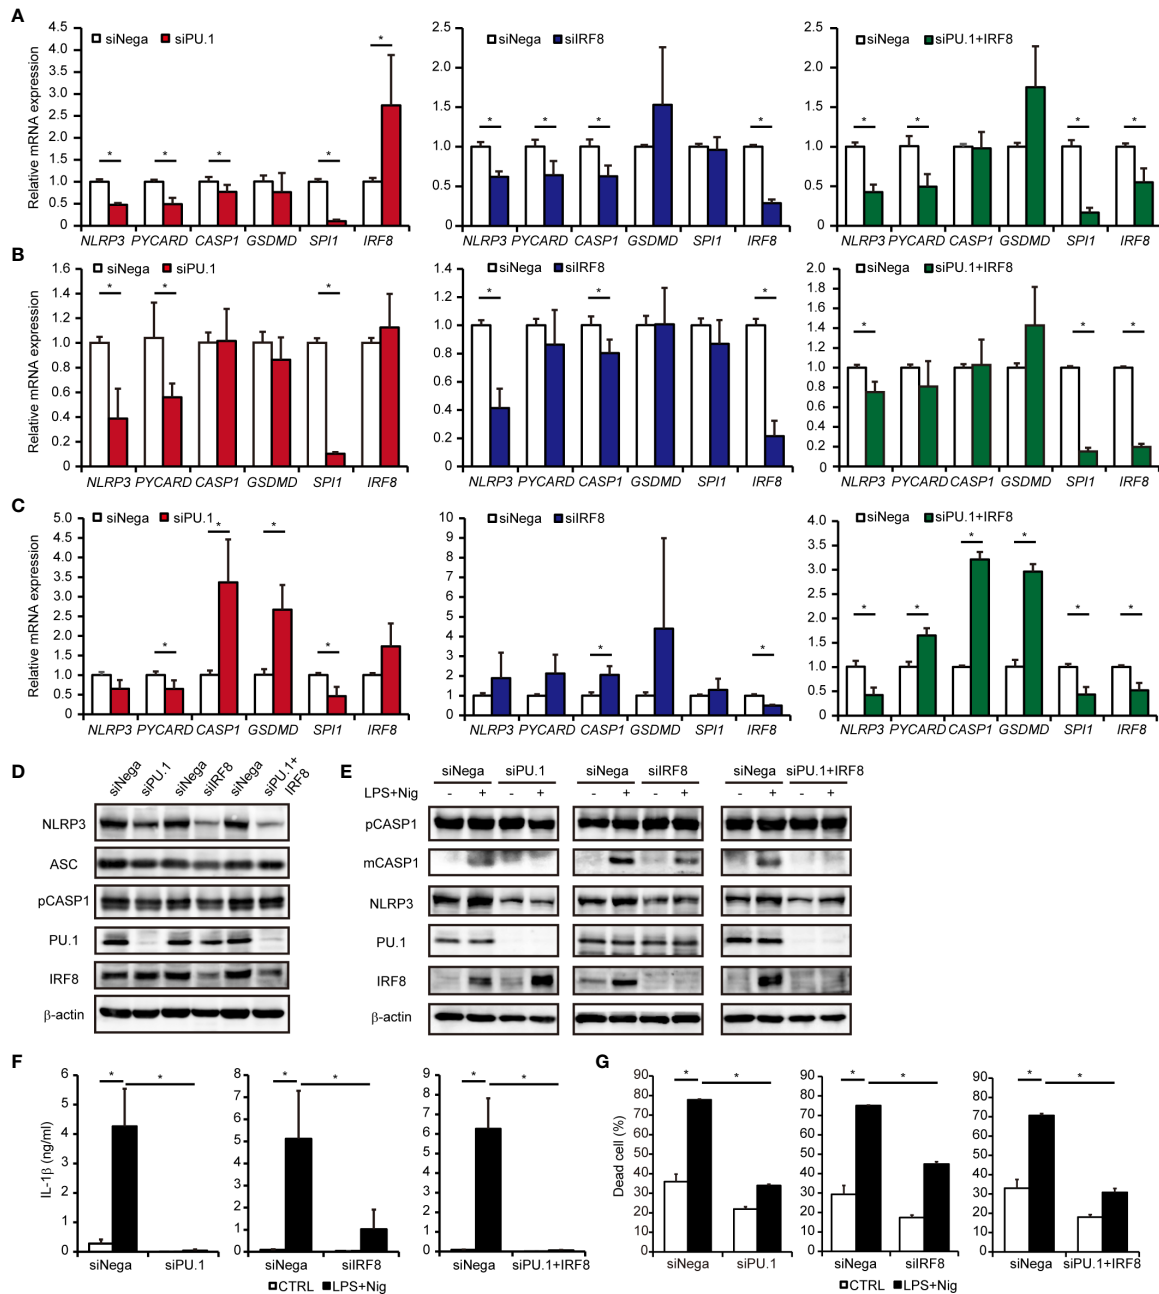 A
siNega siPU.1
siNega siIRF8
siNega siPU.1+IRF8
Relative mRNA expression
4.5
4.0
3.5
3.0
2.5
2.0
1.5
1.0
0.5
0
2.5
2.0
1.5
1.0
0.5
0
2.5
2.0
1.5
1.0
0.5
0
* * * * *
* * * *
* * * *
NLRP3 PYCARD CASP1 GSDMD SPI1 IRF8
NLRP3 PYCARD CASP1 GSDMD SPI1 IRF8
NLRP3 PYCARD CASP1 GSDMD SPI1 IRF8
B
siNega siPU.1
siNega siIRF8
siNega siPU.1+IRF8
Relative mRNA expression
1.6
1.4
1.2
1.0
0.8
0.6
0.4
0.2
0
1.4
1.2
1.0
0.8
0.6
0.4
0.2
0
2.0
1.8
1.6
1.4
1.2
1.0
0.8
0.6
0.4
0.2
0
* * *
* * *
* * *
NLRP3 PYCARD CASP1 GSDMD SPI1 IRF8
NLRP3 PYCARD CASP1 GSDMD SPI1 IRF8
NLRP3 PYCARD CASP1 GSDMD SPI1 IRF8
C
siNega siPU.1
siNega siIRF8
siNega siPU.1+IRF8
Relative mRNA expression
5.0
4.5
4.0
3.5
3.0
2.5
2.0
1.5
1.0
0.5
0
10
8
6
4
2
1
0
4.0
3.5
3.0
2.5
2.0
1.5
1.0
0.5
0
* * * *
* *
* * * * * *
NLRP3 PYCARD CASP1 GSDMD SPI1 IRF8
NLRP3 PYCARD CASP1 GSDMD SPI1 IRF8
NLRP3 PYCARD CASP1 GSDMD SPI1 IRF8
D
siNega siPU.1 siNega siIRF8 siNega siPU.1+
IRF8
NLRP3
ASC
pCASP1
PU.1
IRF8
β-actin
E
siNega siPU.1 siNega siIRF8 siNega siPU.1+IRF8
LPS+Nig - + - + - + - + - + - +
pCASP1
mCASP1
NLRP3
PU.1
IRF8
β-actin
F
IL-1β (ng/ml)
6
5
4
3
2
1
0
8
7
6
5
4
3
2
1
0
9
8
7
6
5
4
3
2
1
0
* *
* *
* *
siNega siPU.1
siNega siIRF8
siNega siPU.1+IRF8
CTRL LPS+Nig
G
Dead cell (%)
90
80
70
60
50
40
30
20
10
0
90
80
70
60
50
40
30
20
10
0
90
80
70
60
50
40
30
20
10
0
* *
* *
* *
siNega siPU.1
siNega siIRF8
siNega siPU.1+IRF8
CTRL LPS+Nig